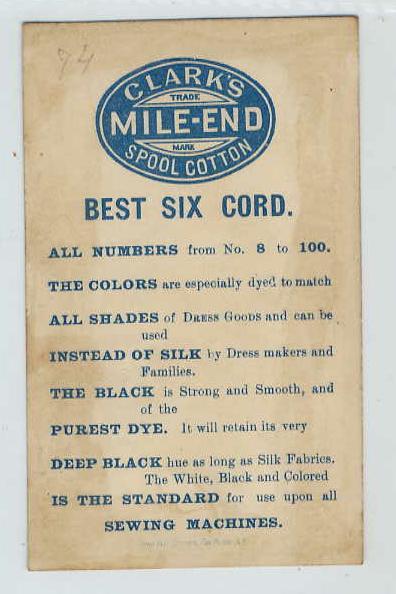 74
CLARK'S
TRADE
MILE-END
MARK
SPOOL COTTON
BEST SIX CORD.
ALL NUMBERS from No. 8 to 100.
THE COLORS are especially dyed to match
ALL SHADES of DRESS GOODS and can be
used
INSTEAD OF SILK by Dress makers and
Families.
THE BLACK is Strong and Smooth, and
of the
PUREST DYE. It will retain its very
DEEP BLACK hue as long as Silk Fabrics.
The White, Black and Colored
IS THE STANDARD for use upon all
SEWING MACHINES.